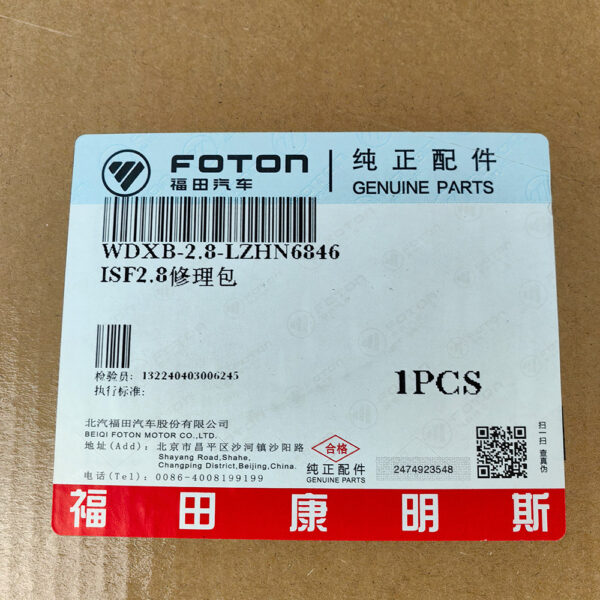 FOTON
福田汽车
纯正配件
GENUINE PARTS
WDXB-2.8-LZHN6846
ISF2.8修理包
检验员: 132240403006245
执行标准:
1PCS
北汽福田汽车股份有限公司
BEIQI FOTON MOTOR CO.,LTD.
地址(Add): 北京市昌平区沙河镇沙阳路
Shayang Road,Shahe,
Changping District,Beijing,China.
电话(Tel): 0086-4008199199
合格
纯正配件
2474923548
扫一扫 查真伪
福田康明斯